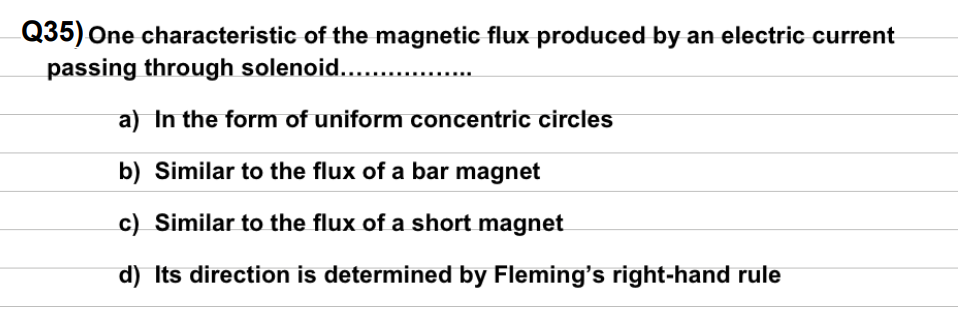 Q35) One characteristic of the magnetic flux produced by an electric current
passing through solenoid.................
a) In the form of uniform concentric circles
b) Similar to the flux of a bar magnet
c) Similar to the flux of a short magnet
d) Its direction is determined by Fleming's right-hand rule